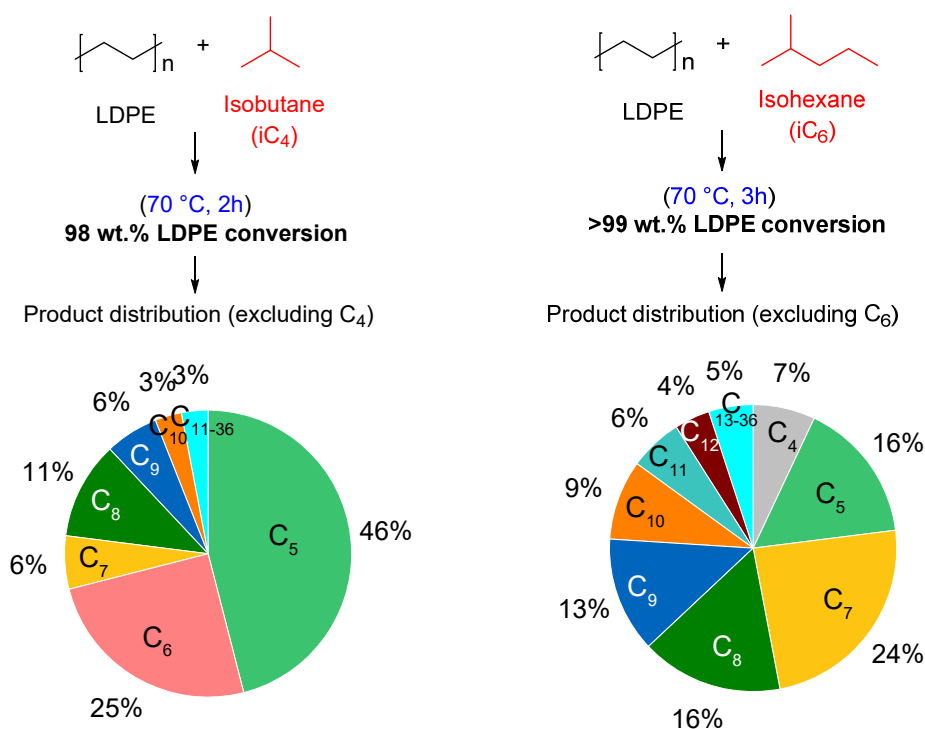 n
+
LDPE
Isobutane
(iC4)
(70 °C, 2h)
98 wt.% LDPE conversion
Product distribution (excluding C4)
3%
3%
6%
11%
6%
25%
46%
C5
C6
C7
C8
C9
C10
C11-36
n
+
LDPE
Isohexane
(iC6)
(70 °C, 3h)
>99 wt.% LDPE conversion
Product distribution (excluding C6)
7%
16%
24%
16%
13%
9%
6%
4%
5%
C4
C5
C7
C8
C9
C10
C11
C12
C13-36